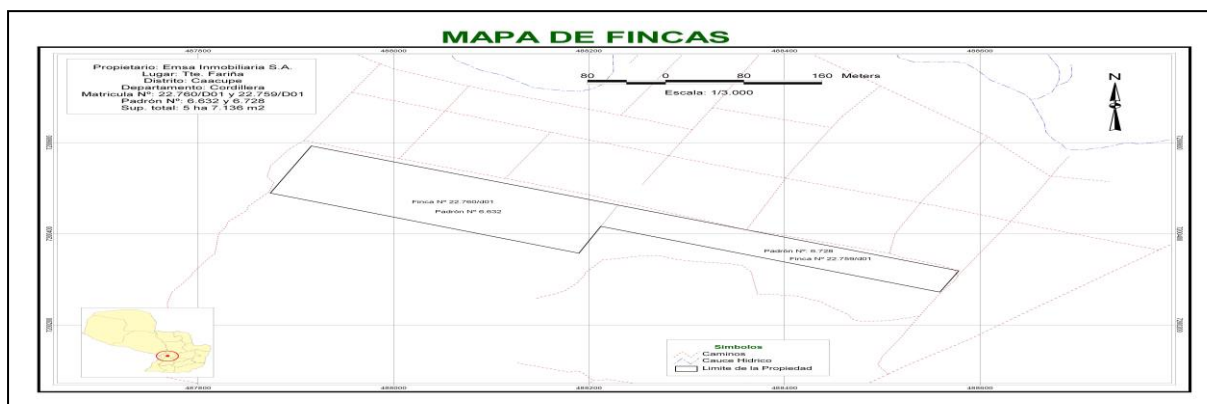 MAPA DE FINCAS
Propietario: Emsa Inmobiliaria S.A.
Lugar: Tte. Fariña
Distrito: Caacupe
Departamento: Cordillera
Matricula Nº: 22.760/D01 y 22.759/D01
Padrón Nº: 6.632 y 6.728
Sup. total: 5 ha 7.136 m2
80 0 80 160 Meters
Escala: 1/3.000
N
Finca Nº 22.760/d01
Padrón Nº 6.632
Padrón Nº: 6.728
Finca Nº 22.759/d01
Simbolos
Caminos
Cauce Hidrico
Limite de la Propiedad